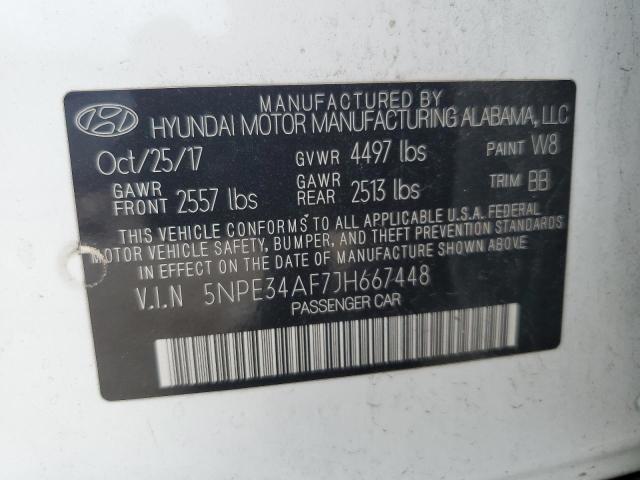 MANUFACTURED BY
HYUNDAI MOTOR MANUFACTURING ALABAMA, LLC
Oct/25/17 GVWR 4497 lbs PAINT W8
GAWR FRONT 2557 lbs GAWR REAR 2513 lbs TRIM BB
THIS VEHICLE CONFORMS TO ALL APPLICABLE U.S.A. FEDERAL
MOTOR VEHICLE SAFETY, BUMPER, AND THEFT PREVENTION STANDARDS
IN EFFECT ON THE DATE OF MANUFACTURE SHOWN ABOVE
V.I.N 5NPE34AF7JH667448
PASSENGER CAR